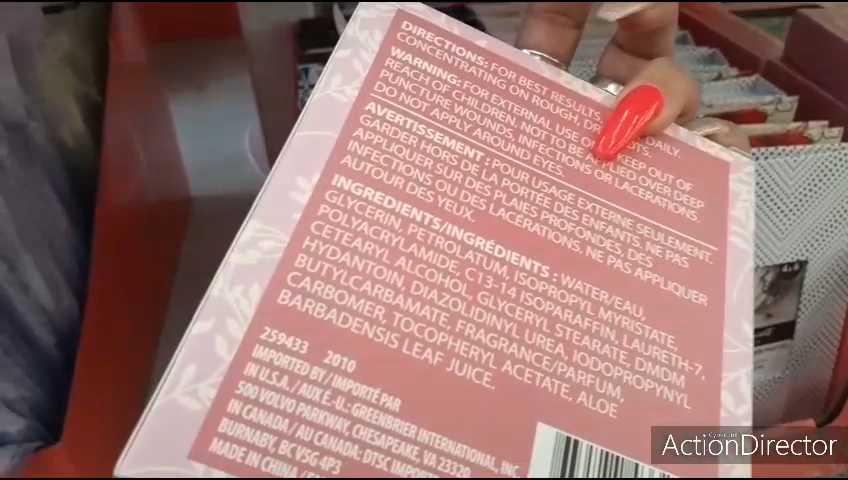 DIRECTIONS: FOR BEST RESULTS, DAILY.
CONCENTRATING ON ROUGH,
WARNING: FOR EXTERNAL USE KEEP OUT OF
REACH OF CHILDREN. NOT TO BE APPLIED OVER DEEP
PUNCTURE WOUNDS, INFECTIONS OR LACERATIONS.
DO NOT APPLY AROUND EYES.
AVERTISSEMENT : POUR USAGE EXTERNE SEULEMENT.
GARDER HORS DE LA PORTÉE DES ENFANTS. NE PAS
APPLIQUER SUR DES PLAIES PROFONDES, DES
INFECTIONS OU DES LACÉRATIONS. NE PAS APPLIQUER
AUTOUR DES YEUX.
INGREDIENTS/INGRÉDIENTS : WATER/EAU,
GLYCERIN, PETROLATUM, ISOPROPYL MYRISTATE,
POLYACRYLAMIDE, C13-14 ISOPARAFFIN, LAURETH-7,
CETEARYL ALCOHOL, GLYCERYL STEARATE, DMDM
HYDANTOIN, DIAZOLIDINYL UREA, IODOPROPYNYL
BUTYLCARBAMATE, FRAGRANCE/PARFUM,
CARBOMER, TOCOPHERYL ACETATE, ALOE
BARBADENSIS LEAF JUICE.
259433 2010
IMPORTED BY / IMPORTÉ PAR
IN U.S.A. / AUX É.-U.: GREENBRIER INTERNATIONAL, INC.
500 VOLVO PARKWAY, CHESAPEAKE, VA 23320
IN CANADA / AU CANADA: DTSC IMPORTS
BURNABY, BC V5G 4P3
MADE IN CHINA
ActionDirector